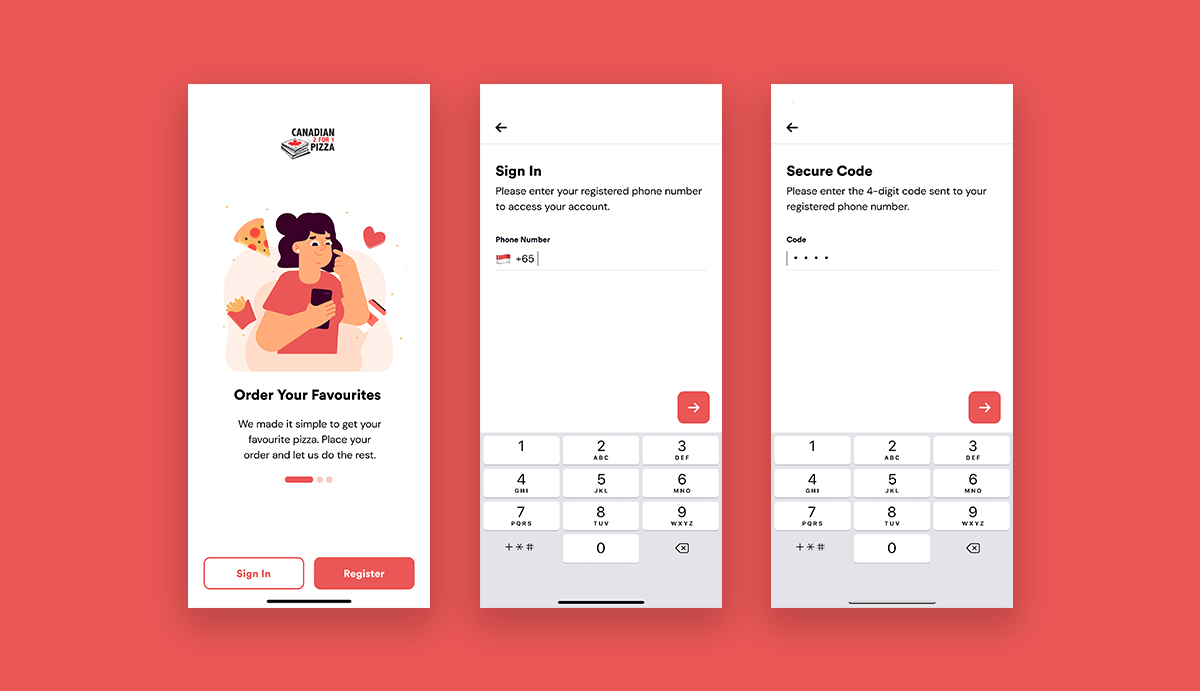 CANADIAN
2 FOR 1
PIZZA
Order Your Favourites
We made it simple to get your
favourite pizza. Place your
order and let us do the rest.
Sign In
Register
Sign In
Please enter your registered phone number
to access your account.
Phone Number
+65
1
2
3
ABC
DEF
4
5
6
GHI
JKL
MNO
7
8
9
PQRS
TUV
WXYZ
+*#
0
Secure Code
Please enter the 4-digit code sent to your
registered phone number.
Code
1
2
3
ABC
DEF
4
5
6
GHI
JKL
MNO
7
8
9
PQRS
TUV
WXYZ
+*#
0